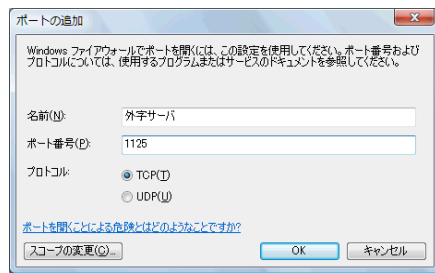 ポートの追加
Windows ファイアウォールでポートを開くには、この設定を使用してください。ポート番号および
プロトコルについては、使用するプログラムまたはサービスのドキュメントを参照してください。
名前(N): 外字サーバ
ポート番号(P): 1125
プロトコル: TCP(T)
UDP(U)
ポートを開くことによる危険とはどのようなことですか?
スコープの変更(C)... OK キャンセル